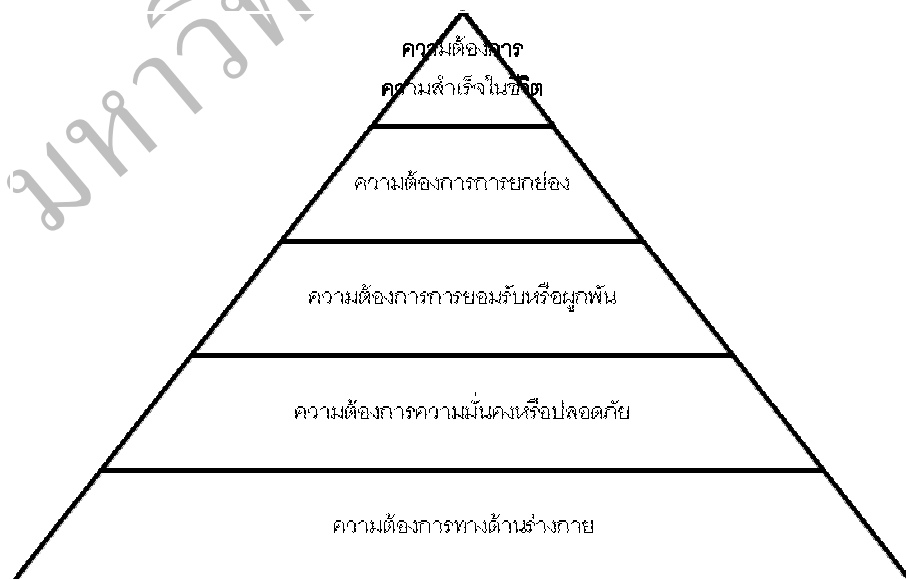 มหาวิท
ความต้องการ
ความสำเร็จในชีวิต
ความต้องการการยกย่อง
ความต้องการการยอมรับหรือผูกพัน
ความต้องการความมั่นคงหรือปลอดภัย
ความต้องการทางด้านร่างกาย